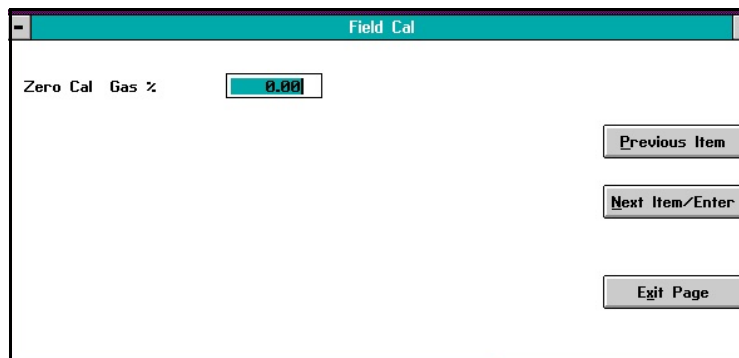 Field Cal
Zero Cal Gas % 0.00
Previous Item
Next Item/Enter
Exit Page